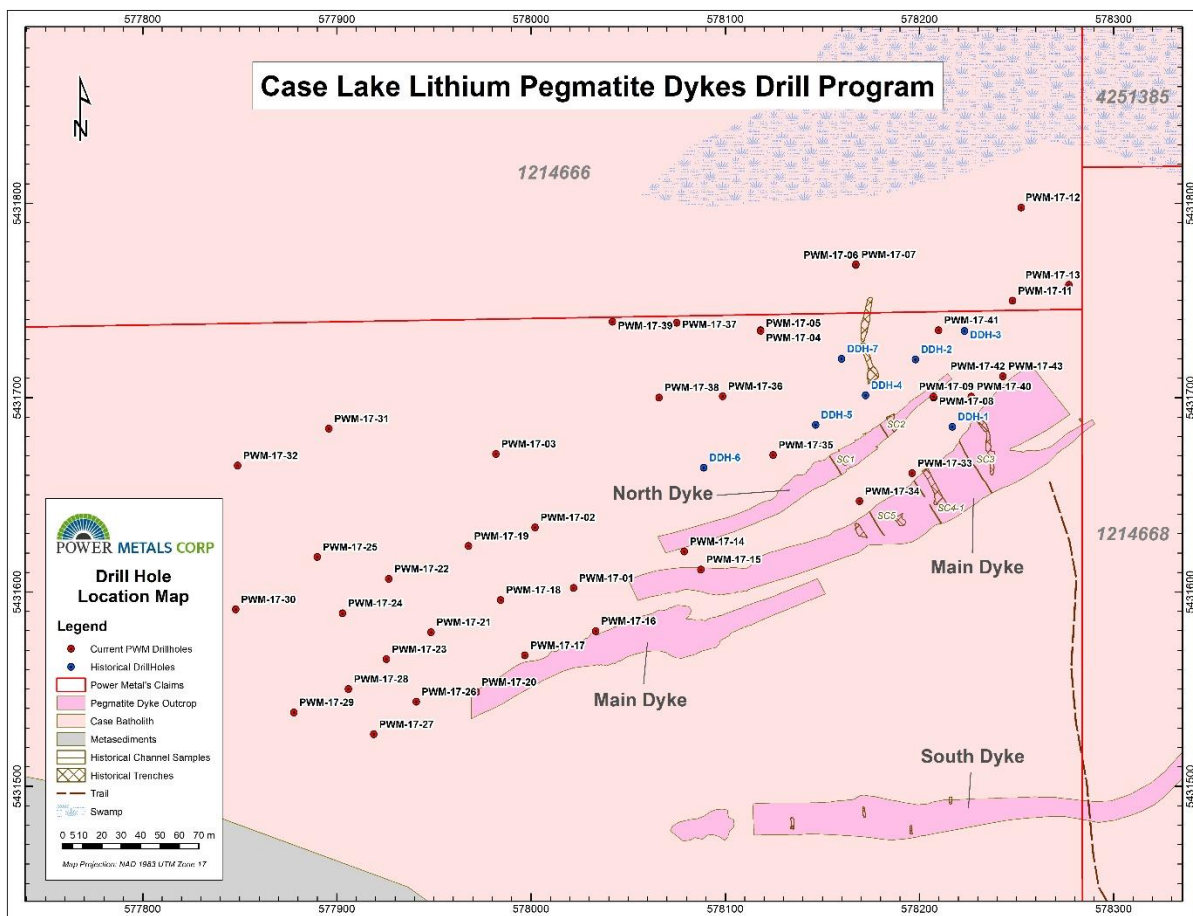 577800
577900
578000
578100
578200
578300
Case Lake Lithium Pegmatite Dykes Drill Program
N
4251385
1214666
5431800
5431800
PWM-17-12
PWM-17-06
PWM-17-07
PWM-17-13
PWM-17-11
PWM-17-39
PWM-17-37
PWM-17-05
PWM-17-04
PWM-17-41
DDH-3
DDH-7
DDH-2
PWM-17-42
PWM-17-43
5431700
5431700
PWM-17-38
PWM-17-36
DDH-4
PWM-17-09
PWM-17-40
PWM-17-08
PWM-17-31
DDH-5
DDH-1
SC2
PWM-17-32
PWM-17-03
DDH-6
PWM-17-35
SC1
SC3
PWM-17-33
North Dyke
PWM-17-34
SC4-1
SC5
PWM-17-02
PWM-17-19
PWM-17-14
PWM-17-15
1214668
Main Dyke
POWER METALS CORP
Drill Hole
Location Map
PWM-17-25
PWM-17-22
PWM-17-01
PWM-17-18
5431600
5431600
PWM-17-30
PWM-17-24
PWM-17-21
PWM-17-16
PWM-17-23
PWM-17-17
PWM-17-28
PWM-17-26
PWM-17-20
Main Dyke
PWM-17-29
PWM-17-27
Legend
Current PWM Drillholes
Historical DrillHoles
Power Metal's Claims
Pegmatite Dyke Outcrop
Case Batholith
Metasediments
Historical Channel Samples
Historical Trenches
Trail
Swamp
0 5 10 20 30 40 50 60 70 m
Map Projection: NAD 1983 UTM Zone 17
South Dyke
5431500
5431500
577800
577900
578000
578100
578200
578300